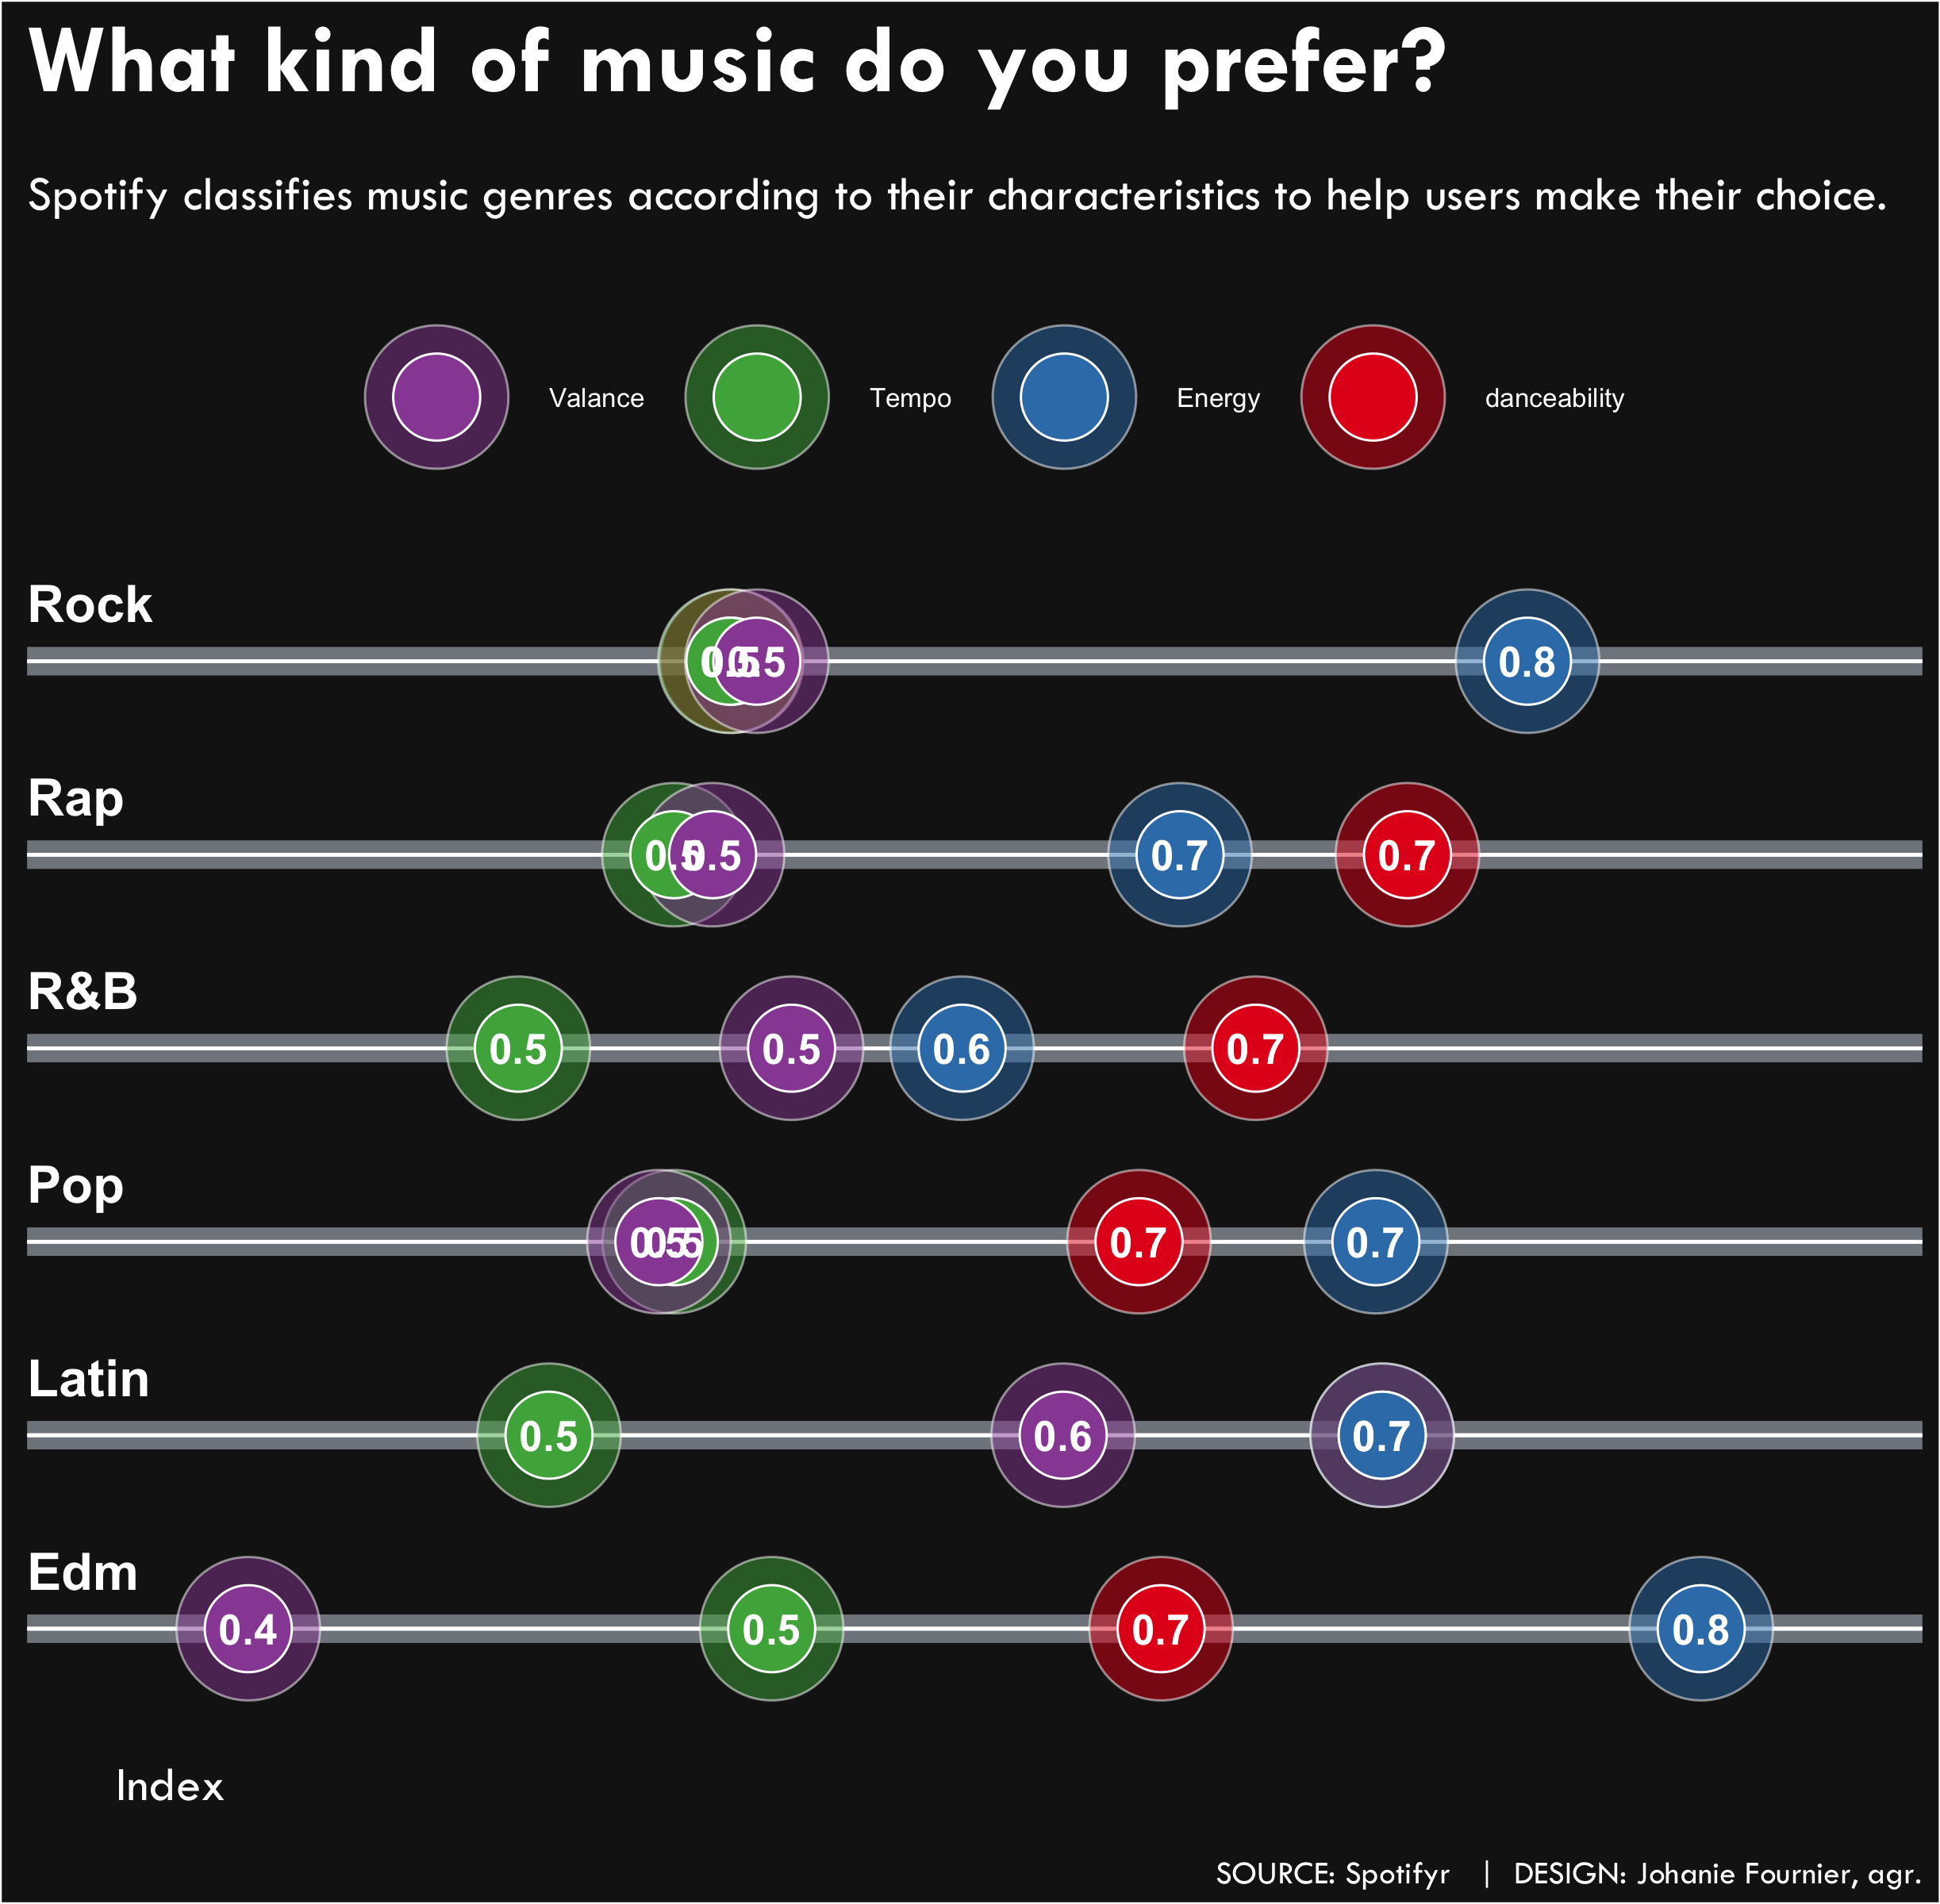 What kind of music do you prefer?
Spotify classifies music genres according to their characteristics to help users make their choice.
Valance Tempo Energy danceability
Rock
0.5 0.8
Rap
0.5 0.5 0.7 0.7
R&B
0.5 0.5 0.6 0.7
Pop
0.5 0.5 0.7 0.7
Latin
0.5 0.6 0.7
Edm
0.4 0.5 0.7 0.8
Index
SOURCE: Spotifyr | DESIGN: Johanie Fournier, agr.